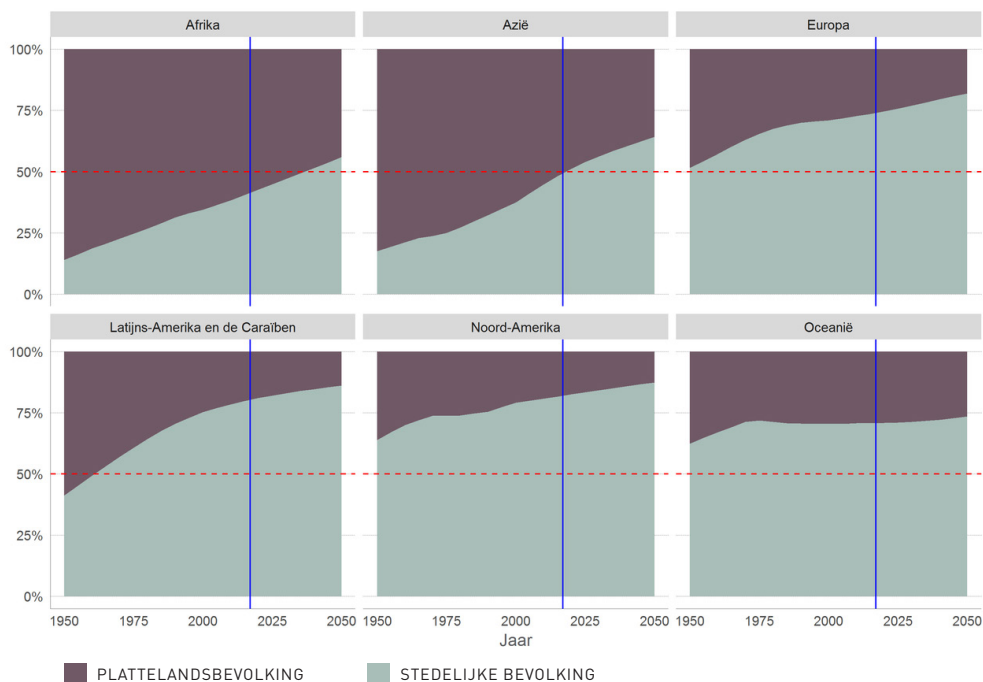 Afrika Azië Europa
100%
75%
50%
25%
0%
Latijns-Amerika en de Caraïben Noord-Amerika Oceanië
100%
75%
50%
25%
0%
1950 1975 2000 2025 2050 1950 1975 2000 2025 2050 1950 1975 2000 2025 2050
Jaar
PLATTELANDSBEVOLKING STEDELIJKE BEVOLKING